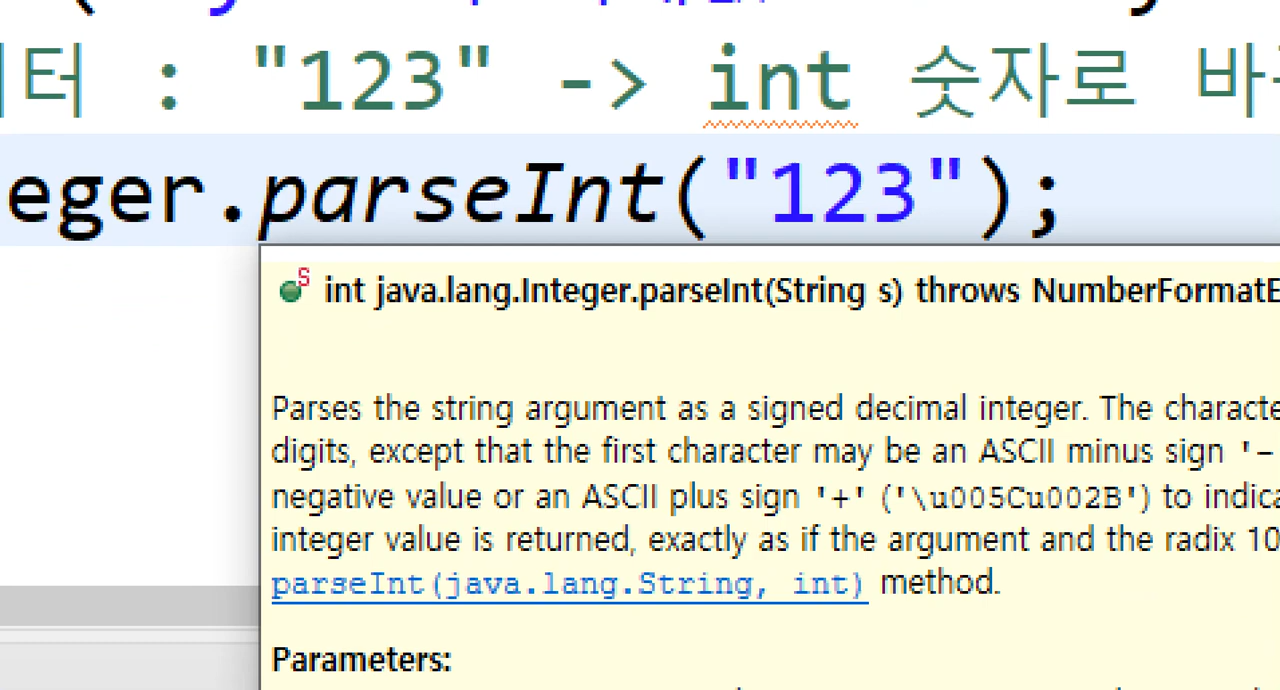 터 : "123" -> int 숫자로
eger.parseInt("123");
int java.lang.Integer.parseInt(String s) throws NumberFormatE
Parses the string argument as a signed decimal integer. The characte
digits, except that the first character may be an ASCII minus sign '-
negative value or an ASCII plus sign '+' ('\u005Cu002B') to indica
integer value is returned, exactly as if the argument and the radix 10
parseInt(java.lang.String, int) method.
Parameters: